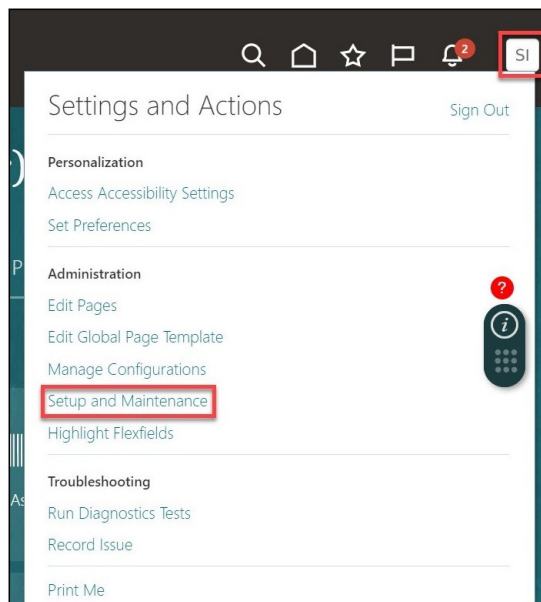 2
SI
Settings and Actions
Sign Out
)
Personalization
Access Accessibility Settings
Set Preferences
P
Administration
?
Edit Pages
i
Edit Global Page Template
Manage Configurations
Setup and Maintenance
Highlight Flexfields
Troubleshooting
As
Run Diagnostics Tests
Record Issue
Print Me